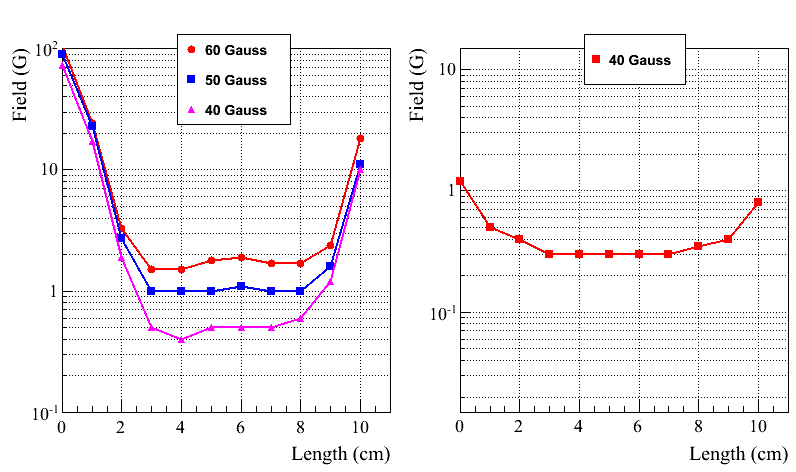 Field (G)
60 Gauss
50 Gauss
40 Gauss
10²
10
1
10⁻¹
0 2 4 6 8 10
Length (cm)
Field (G)
40 Gauss
10
1
10⁻¹
0 2 4 6 8 10
Length (cm)